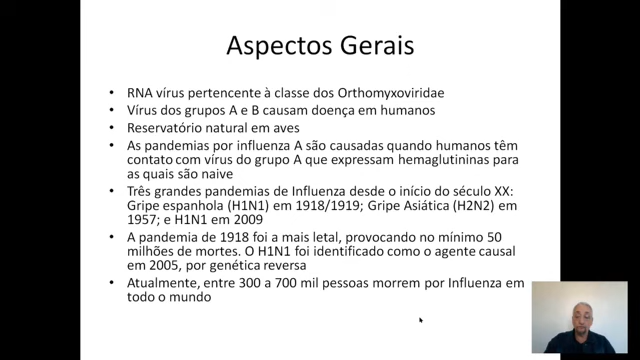 Aspectos Gerais
• RNA vírus pertencente à classe dos Orthomyxoviridae
• Vírus dos grupos A e B causam doença em humanos
• Reservatório natural em aves
• As pandemias por influenza A são causadas quando humanos têm
contato com vírus do grupo A que expressam hemaglutininas para
as quais são naive
• Três grandes pandemias de Influenza desde o início do século XX:
Gripe espanhola (H1N1) em 1918/1919; Gripe Asiática (H2N2) em
1957; e H1N1 em 2009
• A pandemia de 1918 foi a mais letal, provocando no mínimo 50
milhões de mortes. O H1N1 foi identificado como o agente causal
em 2005, por genética reversa
• Atualmente, entre 300 a 700 mil pessoas morrem por Influenza em
todo o mundo